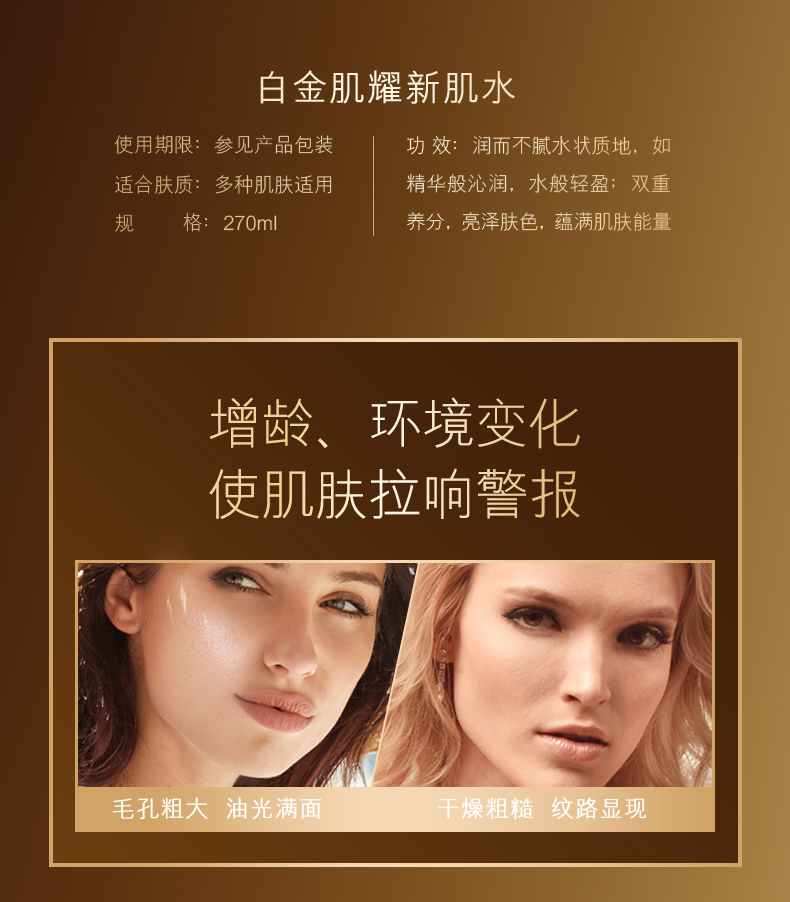 白金肌耀新肌水
使用期限：参见产品包装
适合肤质：多种肌肤适用
规 格：270ml
功 效：润而不腻水状质地，如
精华般沁润，水般轻盈；双重
养分，亮泽肤色，蕴满肌肤能量
增龄、环境变化
使肌肤拉响警报
毛孔粗大 油光满面
干燥粗糙 纹路显现